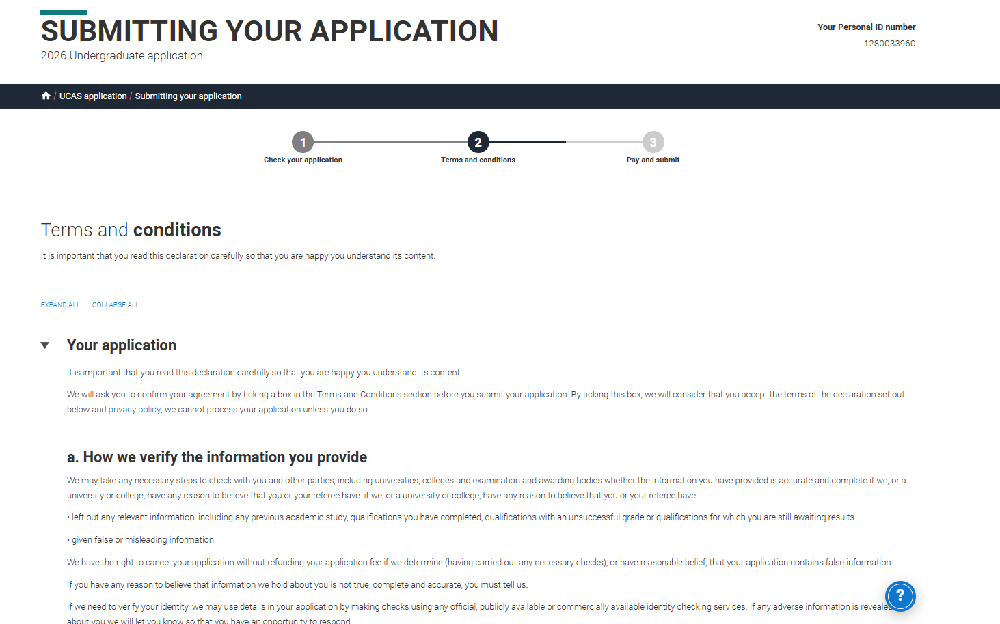 SUBMITTING YOUR APPLICATION
2026 Undergraduate application
Your Personal ID number
1280033960
/ UCAS application / Submitting your application
1
2
3
Check your application
Terms and conditions
Pay and submit
Terms and conditions
It is important that you read this declaration carefully so that you are happy you understand its content.
EXPAND ALL COLLAPSE ALL
Your application
It is important that you read this declaration carefully so that you are happy you understand its content.
We will ask you to confirm your agreement by ticking a box in the Terms and Conditions section before you submit your application. By ticking this box, we will consider that you accept the terms of the declaration set out
below and privacy policy; we cannot process your application unless you do so.
a. How we verify the information you provide
We may take any necessary steps to check with you and other parties, including universities, colleges and examination and awarding bodies whether the information you have provided is accurate and complete if we, or a
university or college, have any reason to believe that you or your referee have: if we, or a university or college, have any reason to believe that you or your referee have:
• left out any relevant information, including any previous academic study, qualifications you have completed, qualifications with an unsuccessful grade or qualifications for which you are still awaiting results
• given false or misleading information
We have the right to cancel your application without refunding your application fee if we determine (having carried out any necessary checks), or have reasonable belief, that your application contains false information.
If you have any reason to believe that information we hold about you is not true, complete and accurate, you must tell us.
If we need to verify your identity, we may use details in your application by making checks using any official, publicly available or commercially available identity checking services. If any adverse information is revealed
about you we will let you know so that you have an opportunity to respond
?